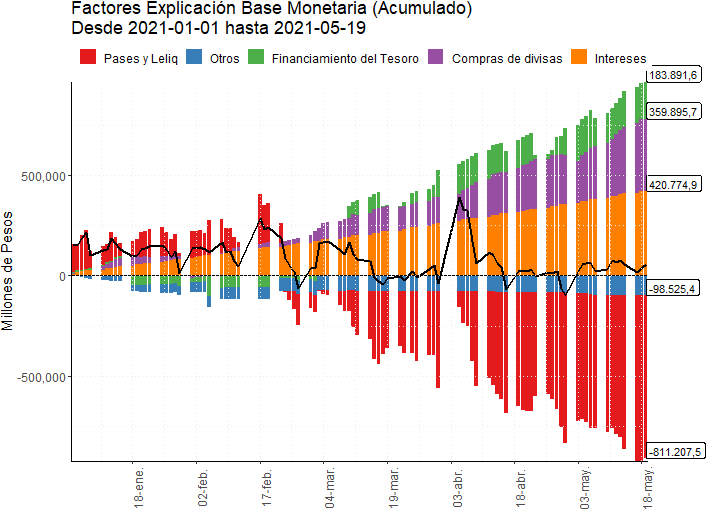 Factores Explicación Base Monetaria (Acumulado)
Desde 2021-01-01 hasta 2021-05-19
Pases y Leliq Otros Financiamiento del Tesoro Compras de divisas Intereses
183.891,6
359.895,7
500,000
420.774,9
Millones de Pesos
0
-98.525,4
-500,000
-811.207,5
18-ene. 02-feb. 17-feb. 04-mar. 19-mar. 03-abr. 18-abr. 03-may. 18-may.